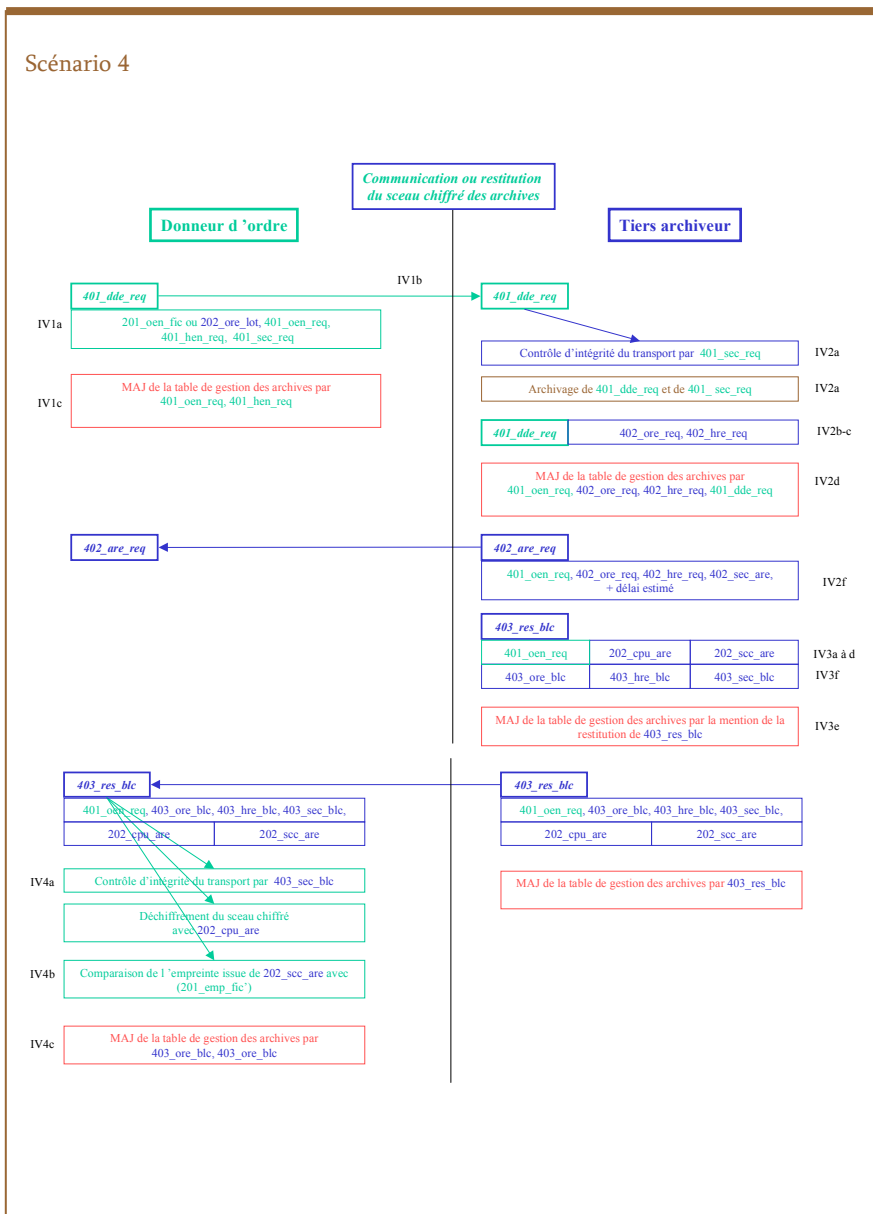 Scénario 4
Communication ou restitution
du sceau chiffré des archives
Donneur d ’ordre
Tiers archiveur
IV1b
401_dde_req
401_dde_req
IV1a
201_oen_fic ou 202_ore_lot, 401_oen_req,
401_hen_req, 401_sec_req
Contrôle d’intégrité du transport par 401_sec_req
IV2a
IV1c
MAJ de la table de gestion des archives par
401_oen_req, 401_hen_req
Archivage de 401_dde_req et de 401_ sec_req
IV2a
401_dde_req
402_ore_req, 402_hre_req
IV2b-c
MAJ de la table de gestion des archives par
401_oen_req, 402_ore_req, 402_hre_req, 401_dde_req
IV2d
402_are_req
402_are_req
401_oen_req, 402_ore_req, 402_hre_req, 402_sec_are,
+ délai estimé
IV2f
403_res_blc
401_oen_req 202_cpu_are 202_scc_are
IV3a à d
403_ore_blc 403_hre_blc 403_sec_blc
IV3f
MAJ de la table de gestion des archives par la mention de la
restitution de 403_res_blc
IV3e
403_res_blc
403_res_blc
401_oen_req, 403_ore_blc, 403_hre_blc, 403_sec_blc,
202_cpu_are 202_scc_are
401_oen_req, 403_ore_blc, 403_hre_blc, 403_sec_blc,
202_cpu_are 202_scc_are
IV4a
Contrôle d’intégrité du transport par 403_sec_blc
MAJ de la table de gestion des archives par 403_res_blc
Déchiffrement du sceau chiffré
avec 202_cpu_are
IV4b
Comparaison de l ’empreinte issue de 202_scc_are avec
(201_emp_fic’)
IV4c
MAJ de la table de gestion des archives par
403_ore_blc, 403_ore_blc